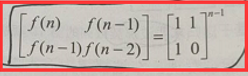 [f(n) f(n−1)
f(n−1) f(n−2)] = [1 1
1 0]^{n−1}